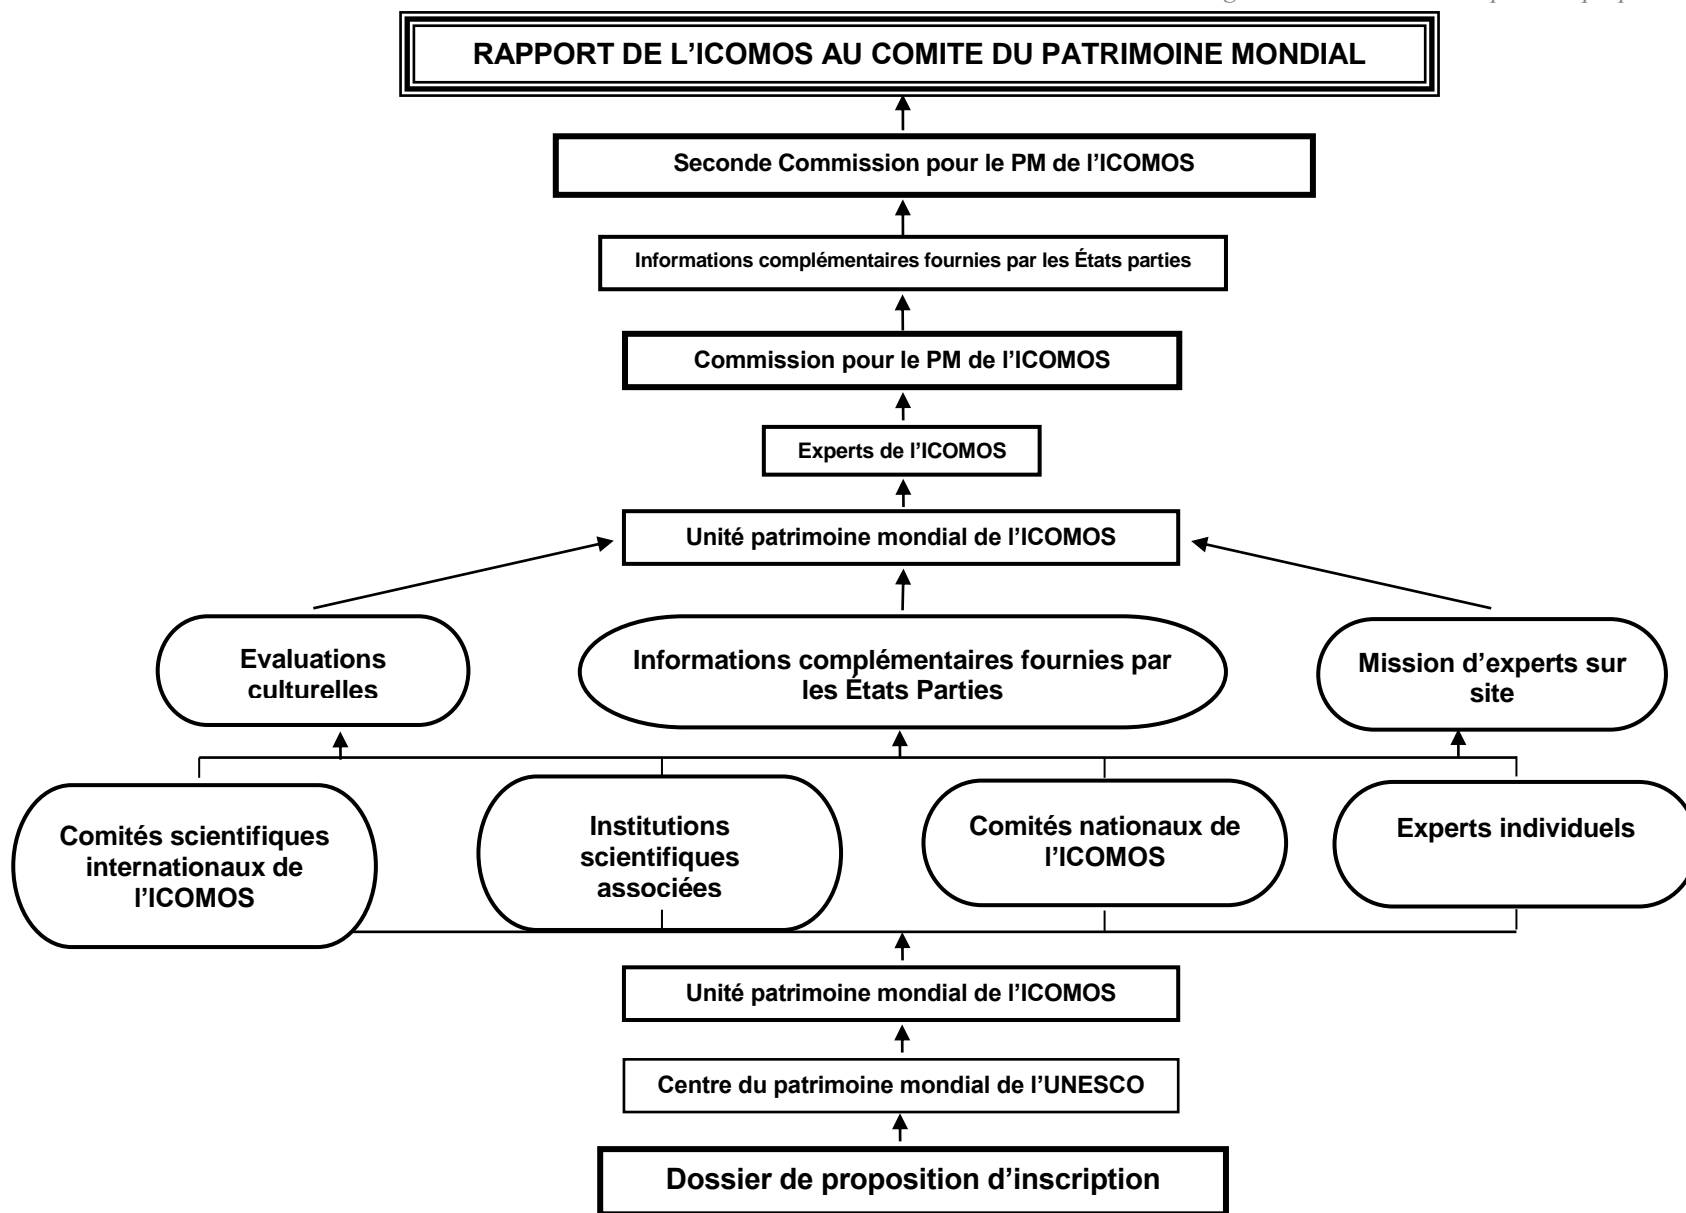 RAPPORT DE L’ICOMOS AU COMITE DU PATRIMOINE MONDIAL
Seconde Commission pour le PM de l’ICOMOS
Informations complémentaires fournies par les États parties
Commission pour le PM de l’ICOMOS
Experts de l’ICOMOS
Unité patrimoine mondial de l’ICOMOS
Evaluations
culturelles
Informations complémentaires fournies par
les États Parties
Mission d’experts sur
site
Comités scientifiques
internationaux de
l’ICOMOS
Institutions
scientifiques
associées
Comités nationaux de
l’ICOMOS
Experts individuels
Unité patrimoine mondial de l’ICOMOS
Centre du patrimoine mondial de l’UNESCO
Dossier de proposition d’inscription